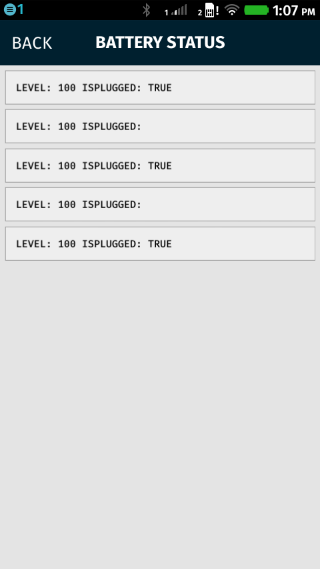 1 1 2 ! 1:07 PM
BACK BATTERY STATUS
LEVEL: 100 ISPLUGGED: TRUE
LEVEL: 100 ISPLUGGED:
LEVEL: 100 ISPLUGGED: TRUE
LEVEL: 100 ISPLUGGED:
LEVEL: 100 ISPLUGGED: TRUE